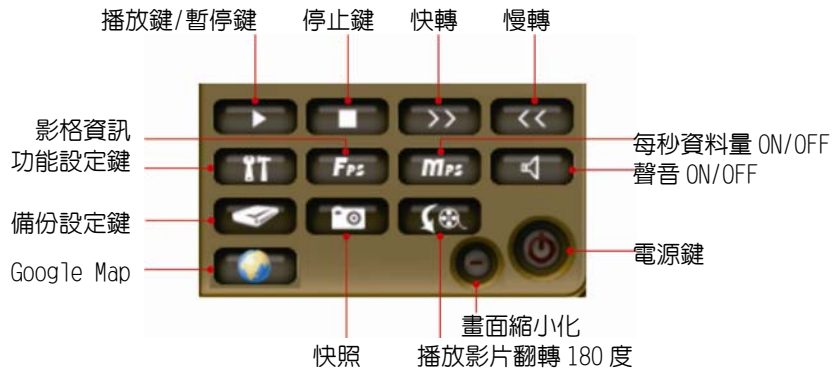 播放鍵/暫停鍵 停止鍵 快轉 慢轉
影格資訊
功能設定鍵
備份設定鍵
Google Map
FPS
MPS
每秒資料量 ON/OFF
聲音 ON/OFF
電源鍵
畫面縮小化
快照
播放影片翻轉 180 度